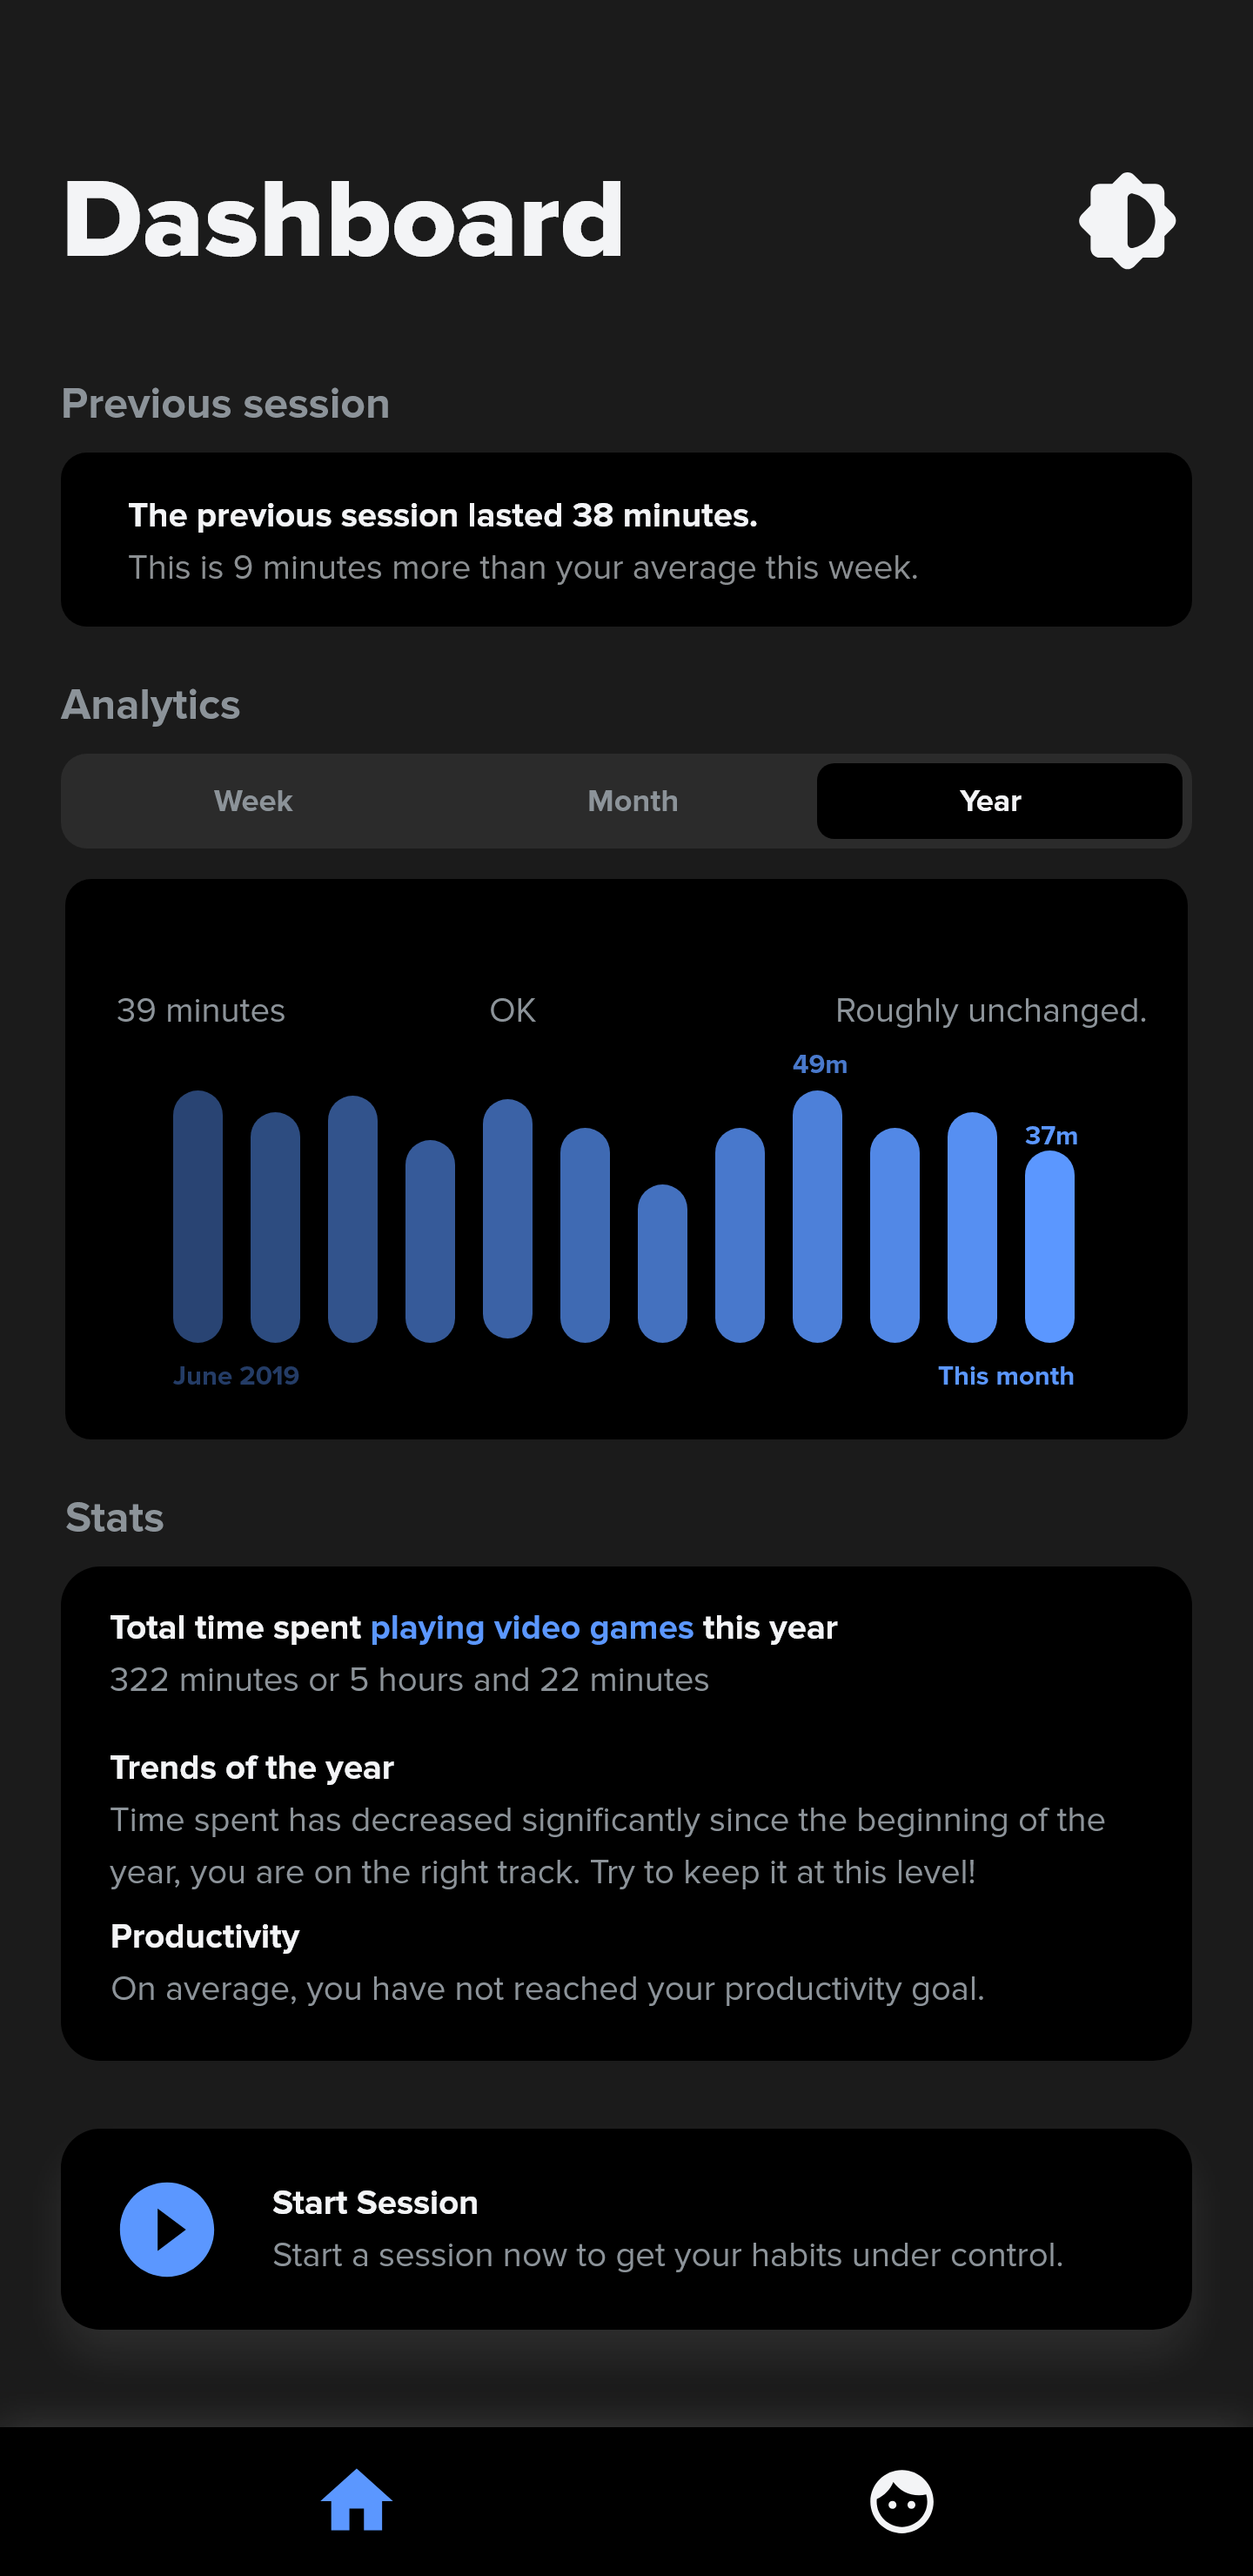 Dashboard
Previous session
The previous session lasted 38 minutes.
This is 9 minutes more than your average this week.
Analytics
Week Month Year
39 minutes OK Roughly unchanged.
49m
37m
June 2019 This month
Stats
Total time spent playing video games this year
322 minutes or 5 hours and 22 minutes
Trends of the year
Time spent has decreased significantly since the beginning of the
year, you are on the right track. Try to keep it at this level!
Productivity
On average, you have not reached your productivity goal.
Start Session
Start a session now to get your habits under control.